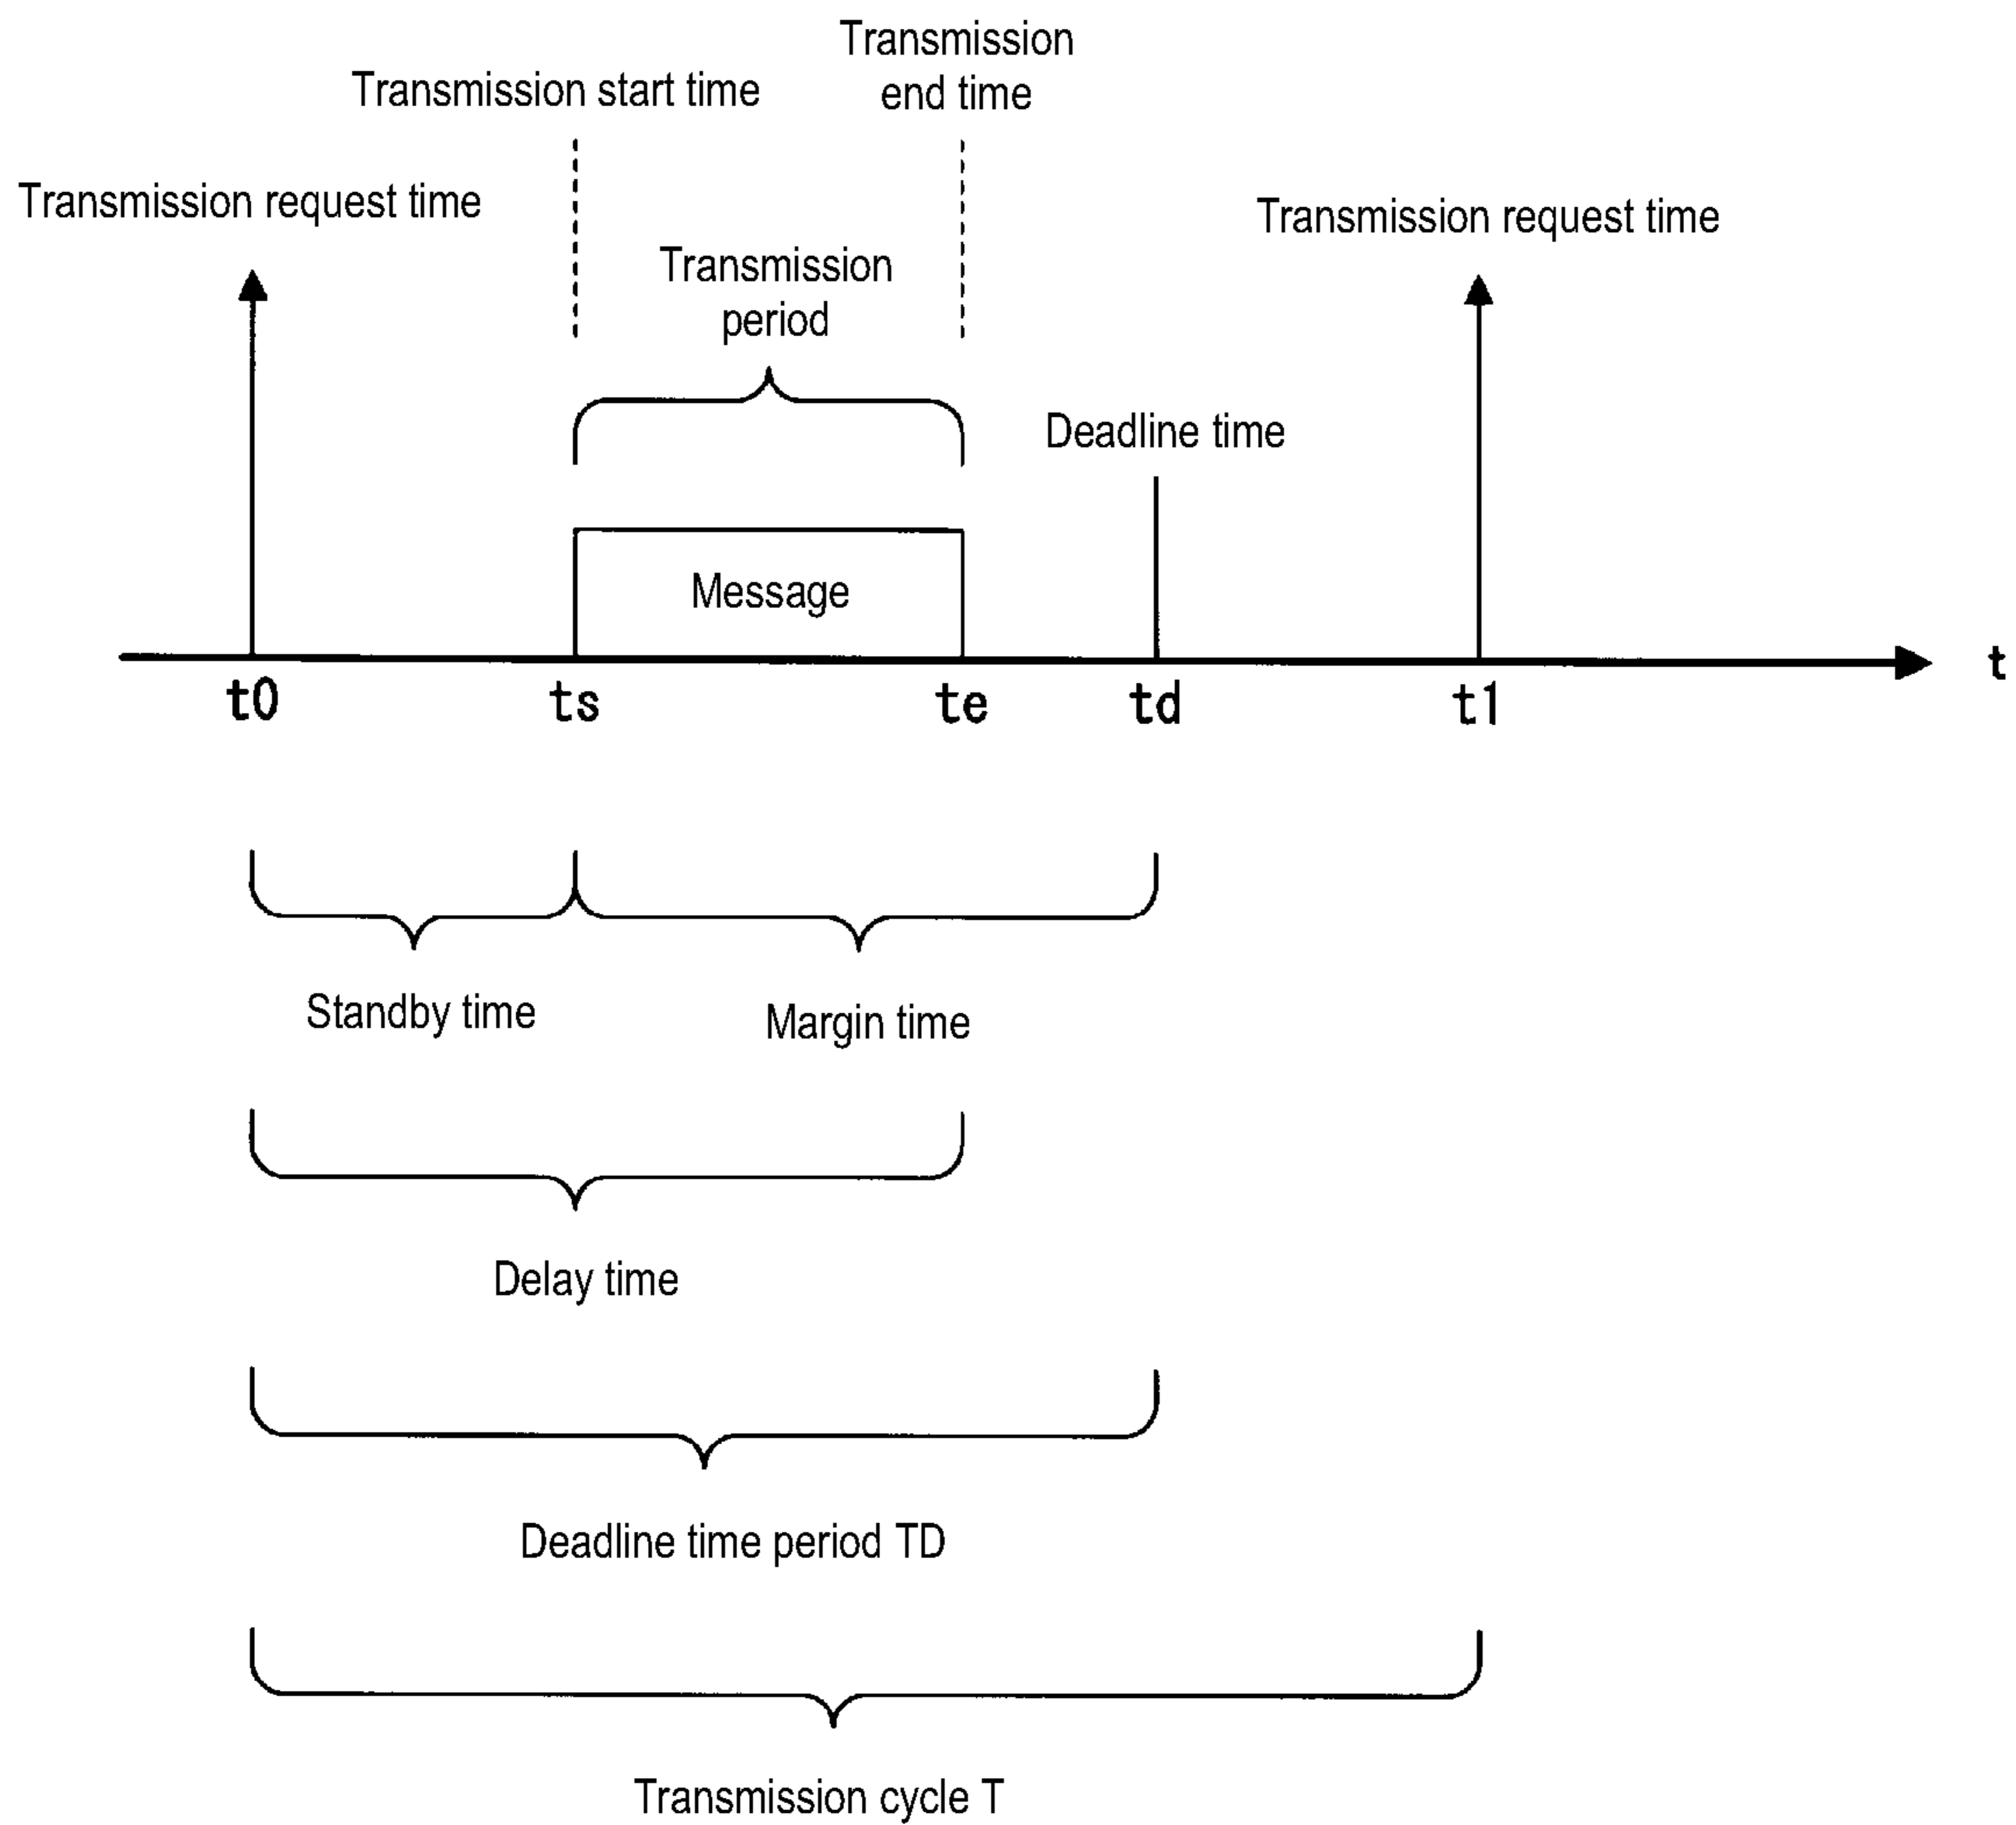 Transmission
end time
Transmission start time
Transmission request time
Transmission request time
Transmission
period
Deadline time
Message
t
t0
ts
te
td
t1
Standby time
Margin time
Delay time
Deadline time period TD
Transmission cycle T